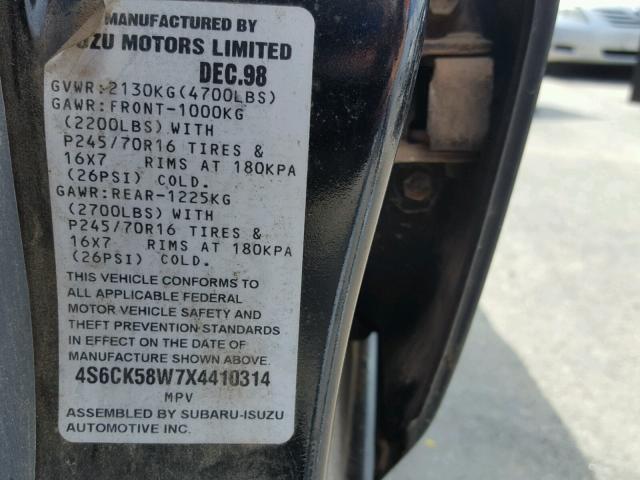 MANUFACTURED BY
ISUZU MOTORS LIMITED
DEC.98
GVWR:2130KG(4700LBS)
GAWR:FRONT-1000KG
(2200LBS)WITH
P245/70R16 TIRES &
16X7 RIMS AT 180KPA
(26PSI) COLD.
GAWR:REAR-1225KG
(2700LBS)WITH
P245/70R16 TIRES &
16X7 RIMS AT 180KPA
(26PSI) COLD.
THIS VEHICLE CONFORMS TO
ALL APPLICABLE FEDERAL
MOTOR VEHICLE SAFETY AND
THEFT PREVENTION STANDARDS
IN EFFECT ON THE DATE OF
MANUFACTURE SHOWN ABOVE.
4S6CK58W7X4410314
MPV
ASSEMBLED BY SUBARU-ISUZU
AUTOMOTIVE INC.